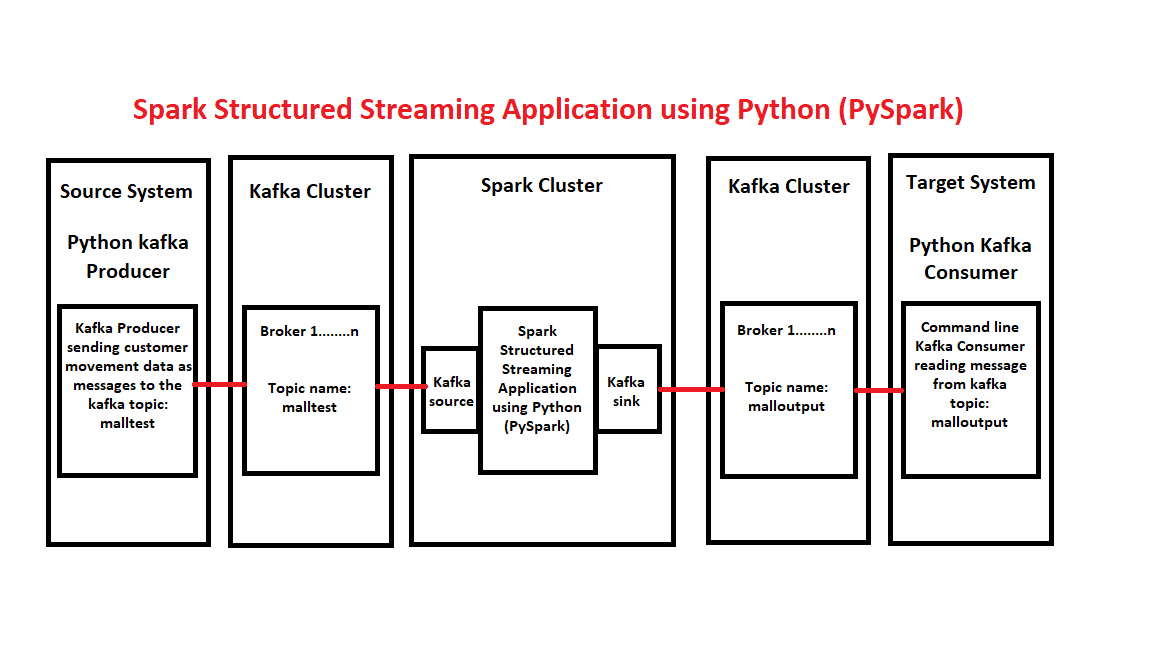 Spark Structured Streaming Application using Python (PySpark)
Source System
Python kafka
Producer
Kafka Producer
sending customer
movement data as
messages to the
kafka topic:
malltest
Kafka Cluster
Broker 1........n
Topic name:
malltest
Spark Cluster
Kafka
source
Spark
Structured
Streaming
Application
using Python
(PySpark)
Kafka
sink
Kafka Cluster
Broker 1........n
Topic name:
malloutput
Target System
Python Kafka
Consumer
Command line
Kafka Consumer
reading message
from kafka
topic:
malloutput